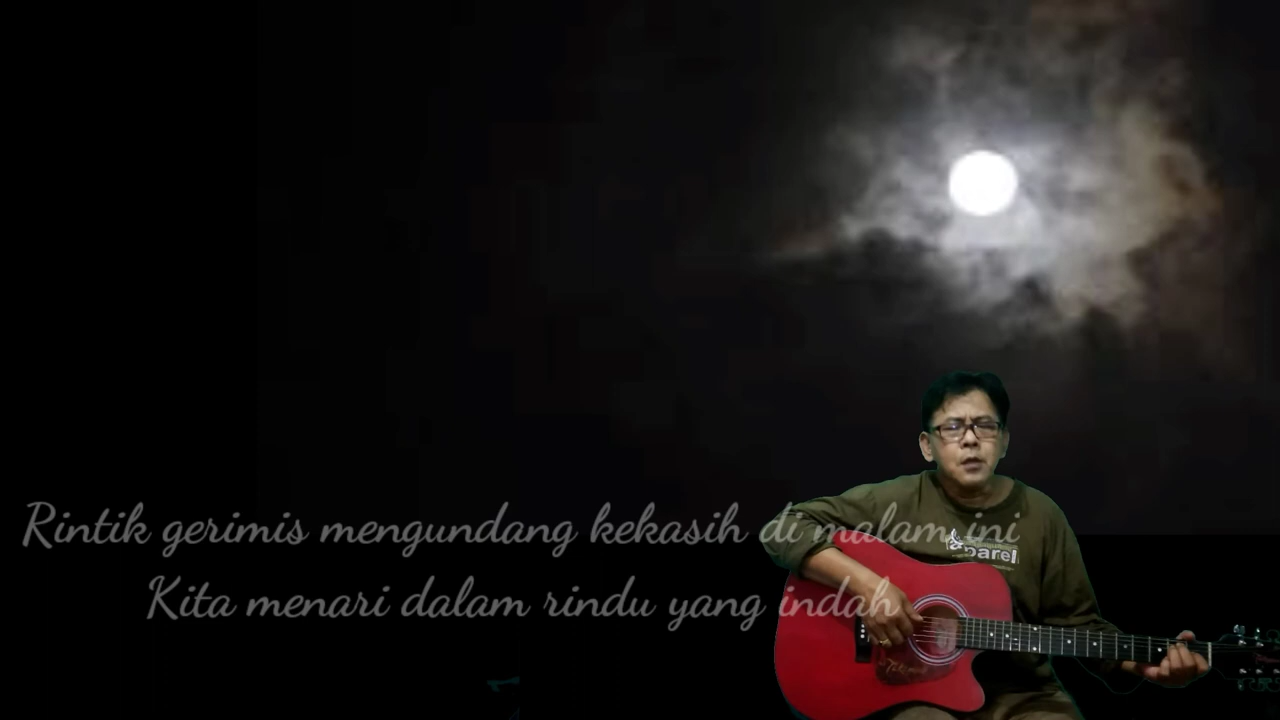 Rintik gerimis mengundang kekasih di malam ini
Kita menari dalam rindu yang indah